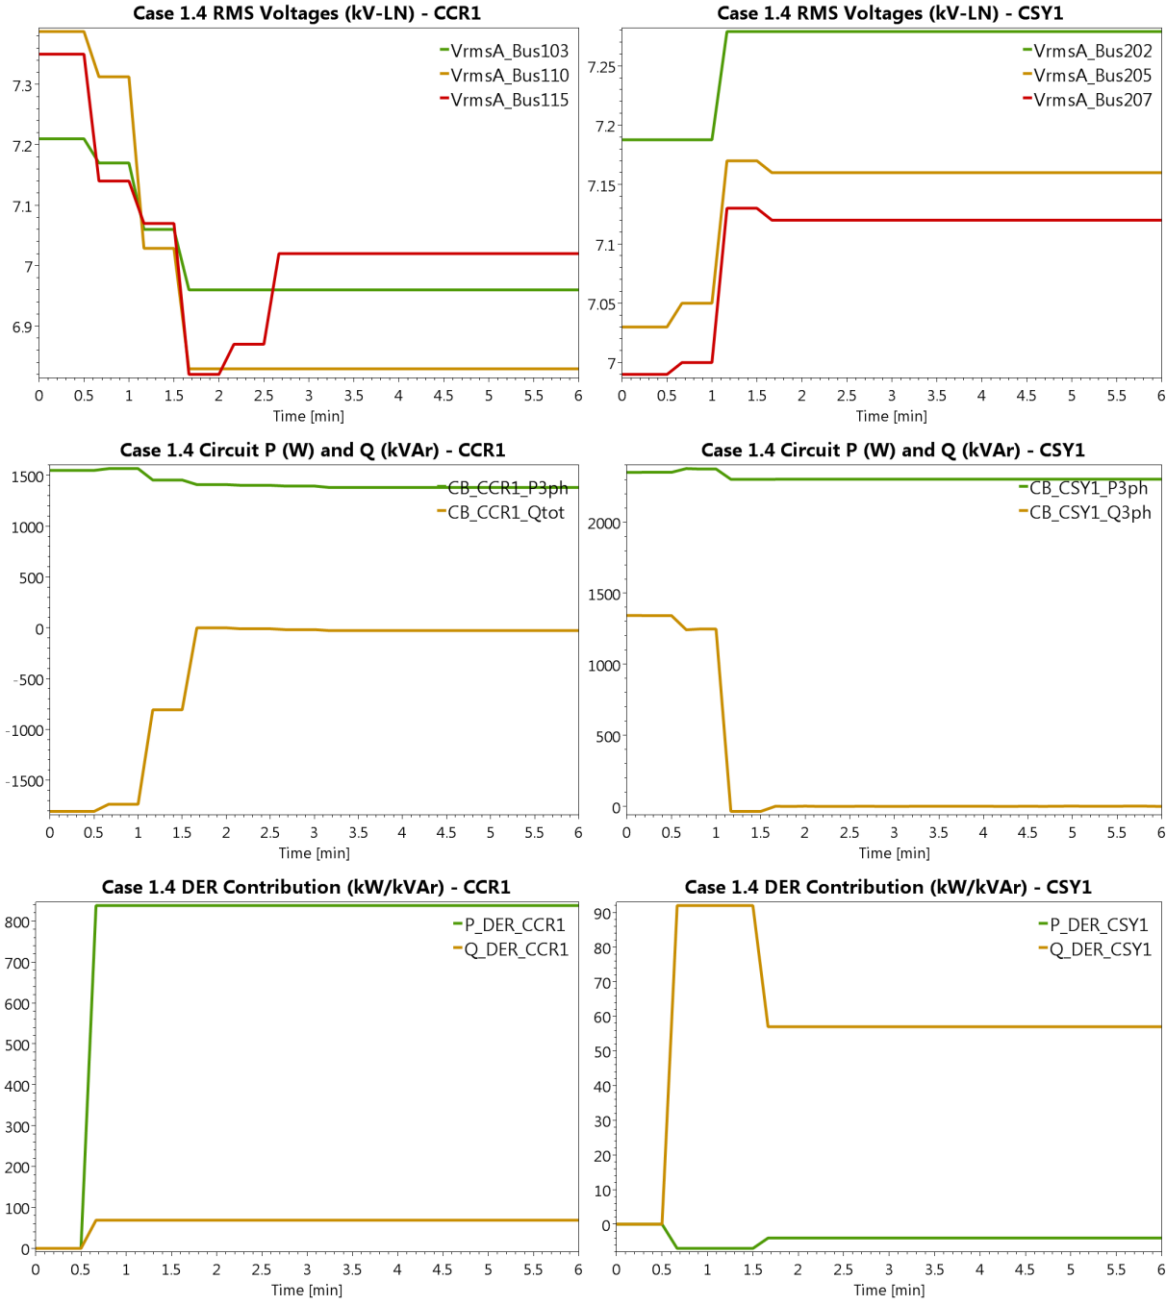 Case 1.4 RMS Voltages (kV-LN) - CCR1
VrmsA_Bus103
VrmsA_Bus110
VrmsA_Bus115
7.3
7.2
7.1
7
6.9
0 0.5 1 1.5 2 2.5 3 3.5 4 4.5 5 5.5 6
Time [min]
Case 1.4 RMS Voltages (kV-LN) - CSY1
VrmsA_Bus202
VrmsA_Bus205
VrmsA_Bus207
7.25
7.2
7.15
7.1
7.05
7
0 0.5 1 1.5 2 2.5 3 3.5 4 4.5 5 5.5 6
Time [min]
Case 1.4 Circuit P (W) and Q (kVAr) - CCR1
CB_CCR1_P3ph
CB_CCR1_Qtot
1500
1000
500
0
-500
-1000
-1500
0 0.5 1 1.5 2 2.5 3 3.5 4 4.5 5 5.5 6
Time [min]
Case 1.4 Circuit P (W) and Q (kVAr) - CSY1
CB_CSY1_P3ph
CB_CSY1_Q3ph
2000
1500
1000
500
0
0 0.5 1 1.5 2 2.5 3 3.5 4 4.5 5 5.5 6
Time [min]
Case 1.4 DER Contribution (kW/kVAr) - CCR1
P_DER_CCR1
Q_DER_CCR1
800
700
600
500
400
300
200
100
0
0 0.5 1 1.5 2 2.5 3 3.5 4 4.5 5 5.5 6
Time [min]
Case 1.4 DER Contribution (kW/kVAr) - CSY1
P_DER_CSY1
Q_DER_CSY1
90
80
70
60
50
40
30
20
10
0
0 0.5 1 1.5 2 2.5 3 3.5 4 4.5 5 5.5 6
Time [min]